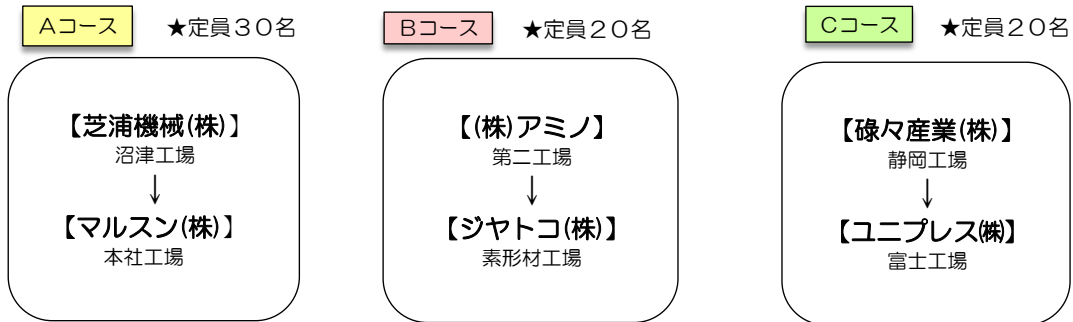 Aコース ★定員30名
【芝浦機械(株)】
沼津工場
↓
【マルスン(株)】
本社工場
Bコース ★定員20名
【(株)アミノ】
第二工場
↓
【ジヤトコ(株)】
素形材工場
Cコース ★定員20名
【碌々産業(株)】
静岡工場
↓
【ユニプレス㈱】
富士工場